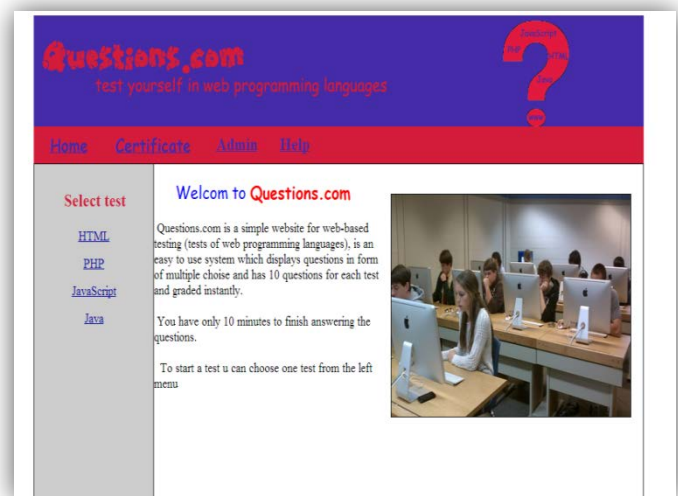 Questions.com
test yourself in web programming languages
JavaScript
PHP
HTML
Java
Home Certificate Admin Help
Select test
HTML
PHP
JavaScript
Java
Welcom to Questions.com
Questions.com is a simple website for web-based
testing (tests of web programming languages), is an
easy to use system which displays questions in form
of multiple choise and has 10 questions for each test
and graded instantly.
You have only 10 minutes to finish answering the
questions.
To start a test u can choose one test from the left
menu